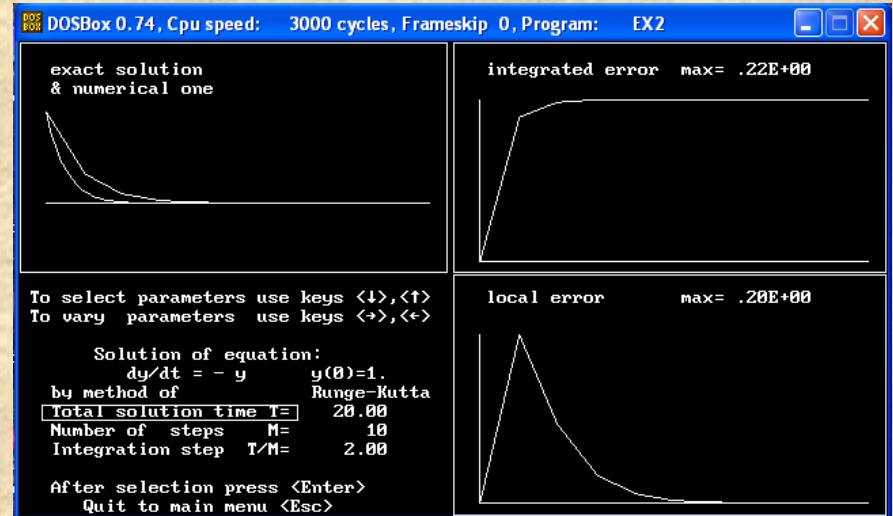 DOSBox 0.74, Cpu speed: 3000 cycles, Frameskip 0, Program: EX2
exact solution
& numerical one
integrated error max= .22E+00
To select parameters use keys <↓>,<↑>
To vary parameters use keys <→>,<←>
Solution of equation:
dy/dt = - y y(0)=1.
by method of Runge-Kutta
Total solution time T= 20.00
Number of steps M= 10
Integration step T/M= 2.00
After selection press <Enter>
Quit to main menu <Esc>
local error max= .20E+00